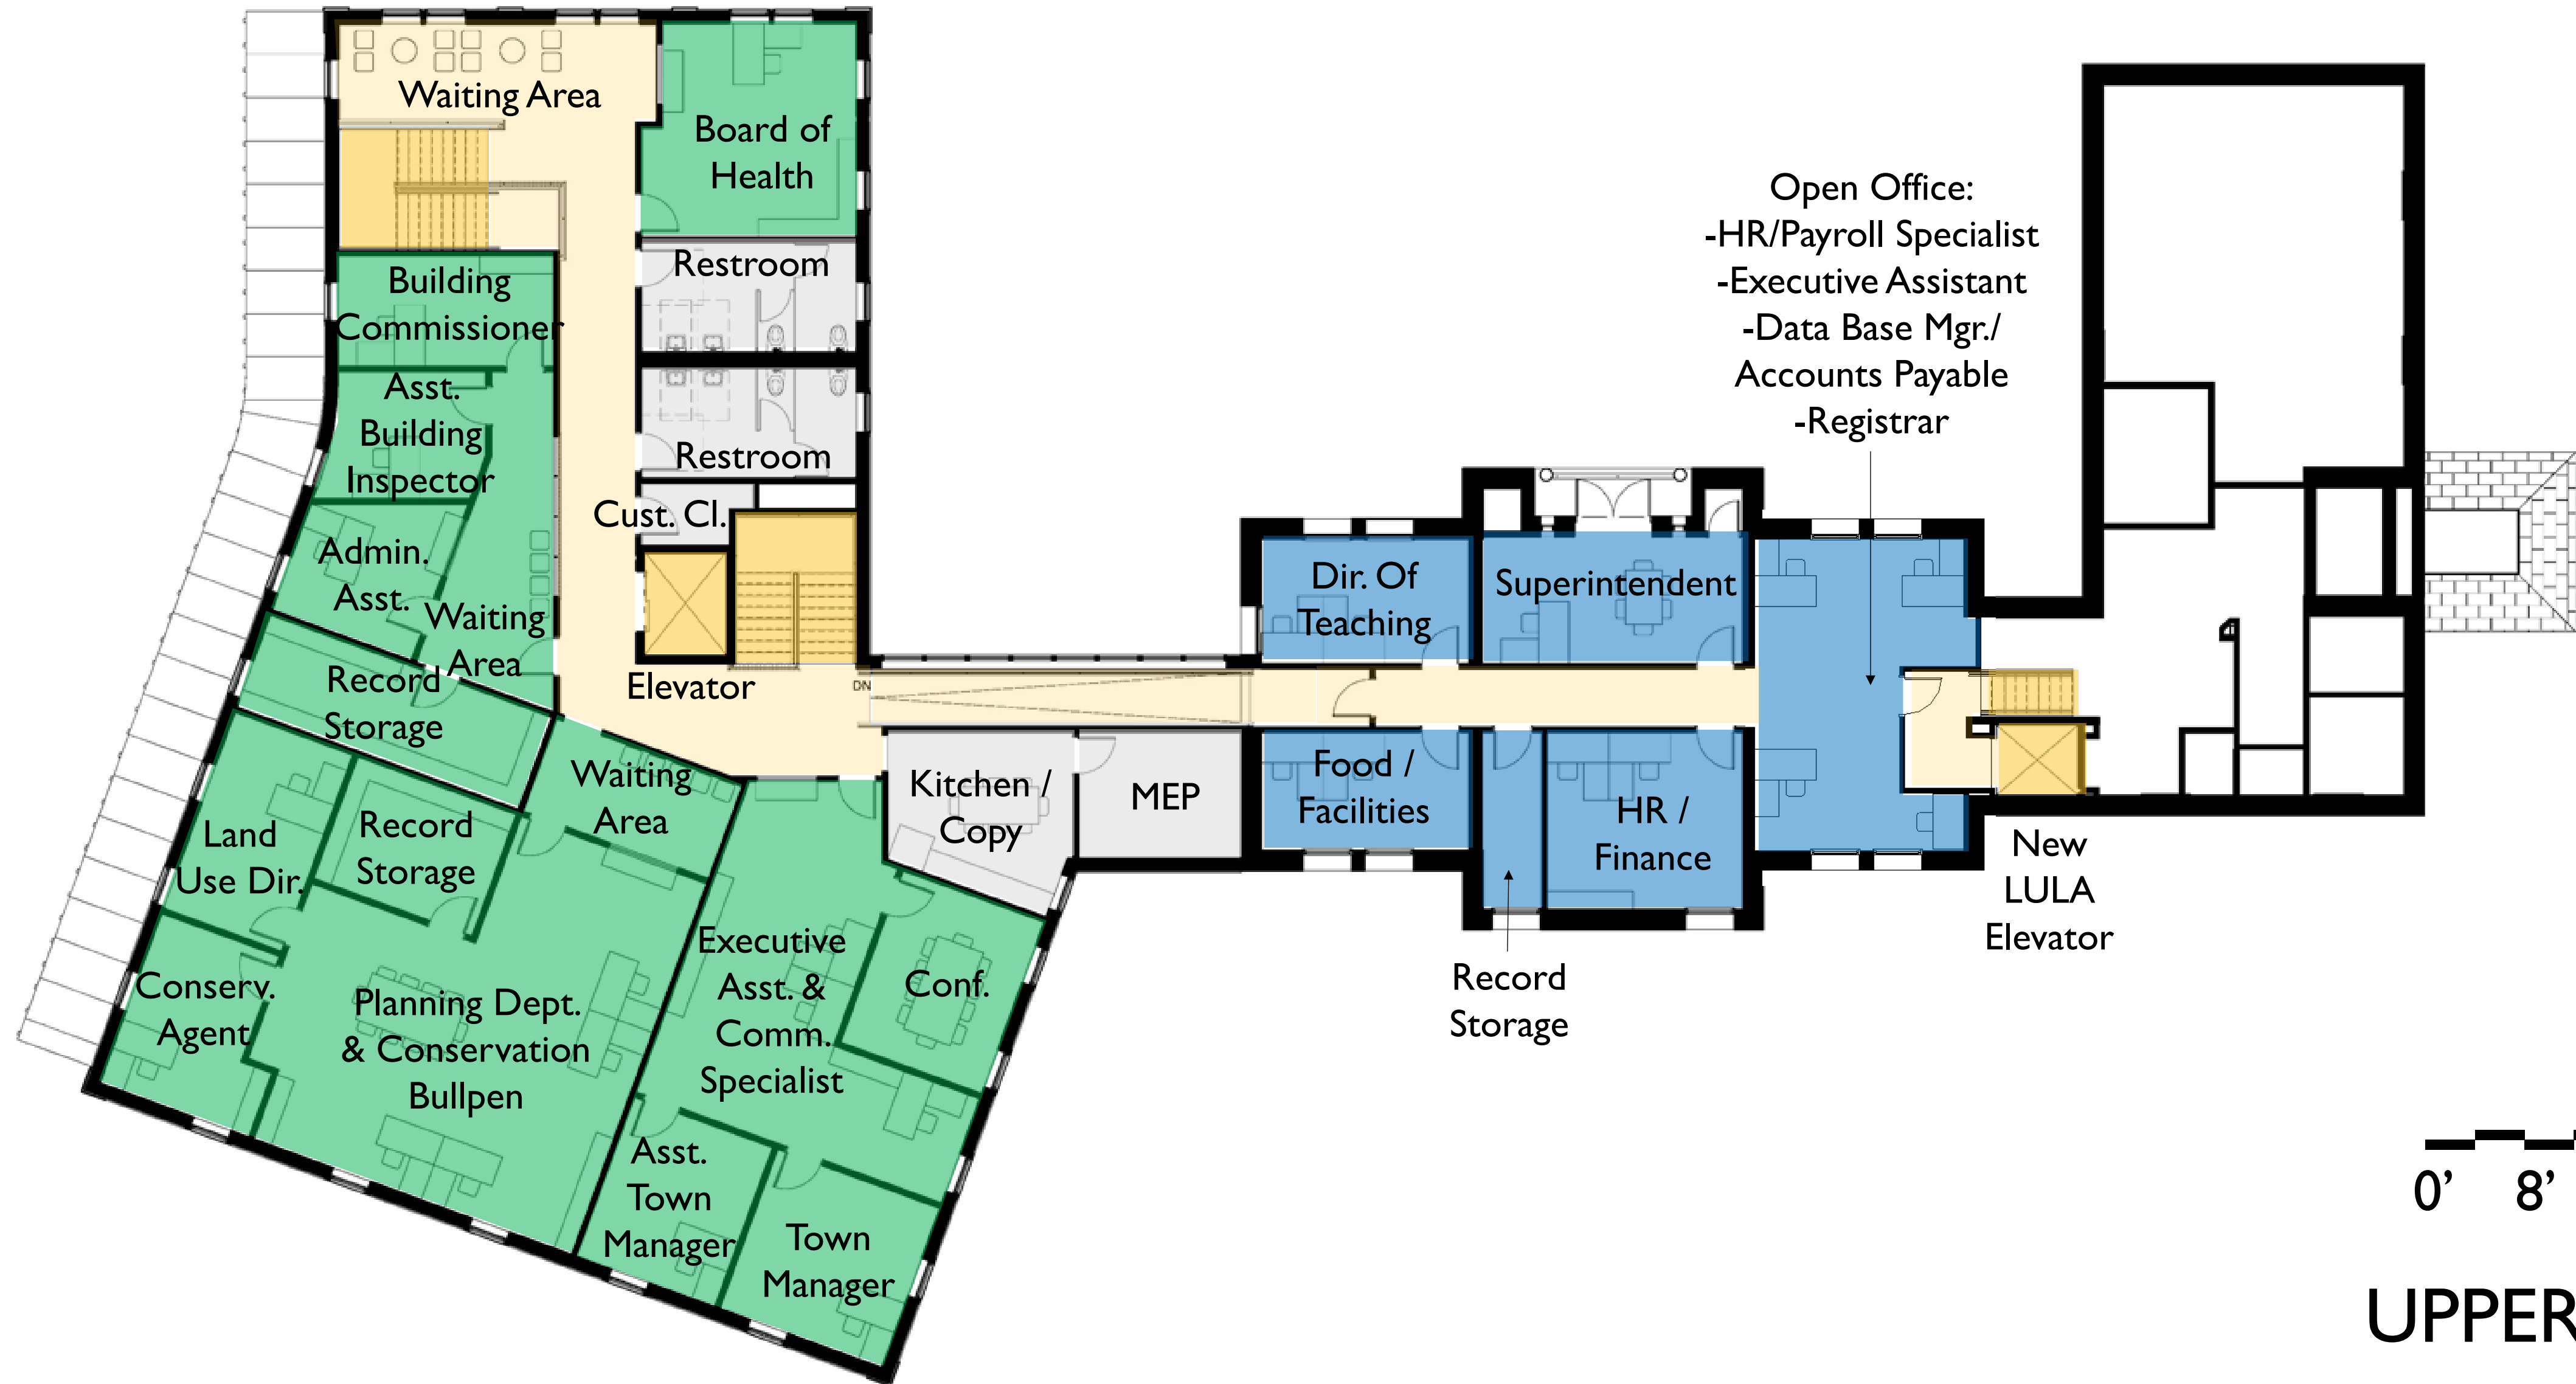 Waiting Area
Board of
Health
Open Office:
-HR/Payroll Specialist
-Executive Assistant
-Data Base Mgr./
Accounts Payable
-Registrar
Restroom
Building
Commissioner
Asst.
Building
Inspector
Restroom
Cust. Cl.
Admin.
Asst.
Waiting
Area
Elevator
DN
Record
Storage
Dir. Of
Teaching
Superintendent
Waiting
Area
Kitchen /
Copy
MEP
Food /
Facilities
HR /
Finance
Land
Use Dir.
Record
Storage
New
LULA
Elevator
Record
Storage
Executive
Asst. &
Comm.
Specialist
Conf.
Conserv.
Agent
Planning Dept.
& Conservation
Bullpen
Asst.
Town
Manager
Town
Manager
0’ 8’
UPPER